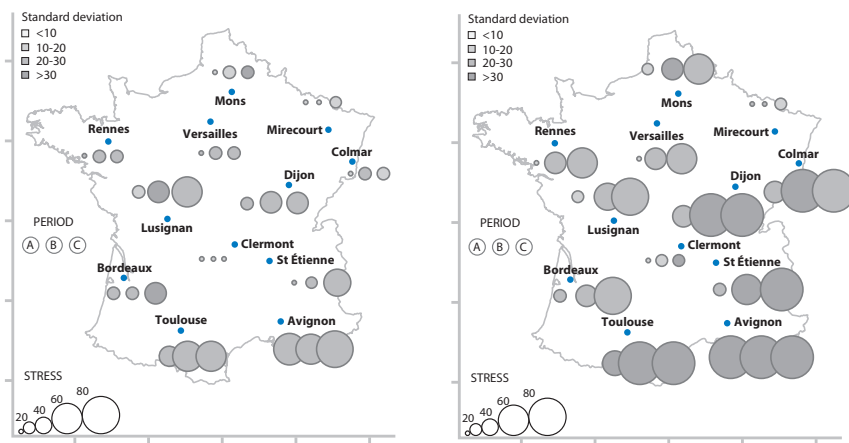 Standard deviation
<10
10-20
20-30
>30
Mons
Rennes
Versailles
Mirecourt
Colmar
Dijon
PERIOD
Lusignan
A B C
Clermont
St Étienne
Bordeaux
Toulouse
Avignon
STRESS
20 40 60 80
Standard deviation
<10
10-20
20-30
>30
Mons
Rennes
Versailles
Mirecourt
Colmar
Dijon
PERIOD
Lusignan
A B C
Clermont
St Étienne
Bordeaux
Toulouse
Avignon
STRESS
20 40 60 80